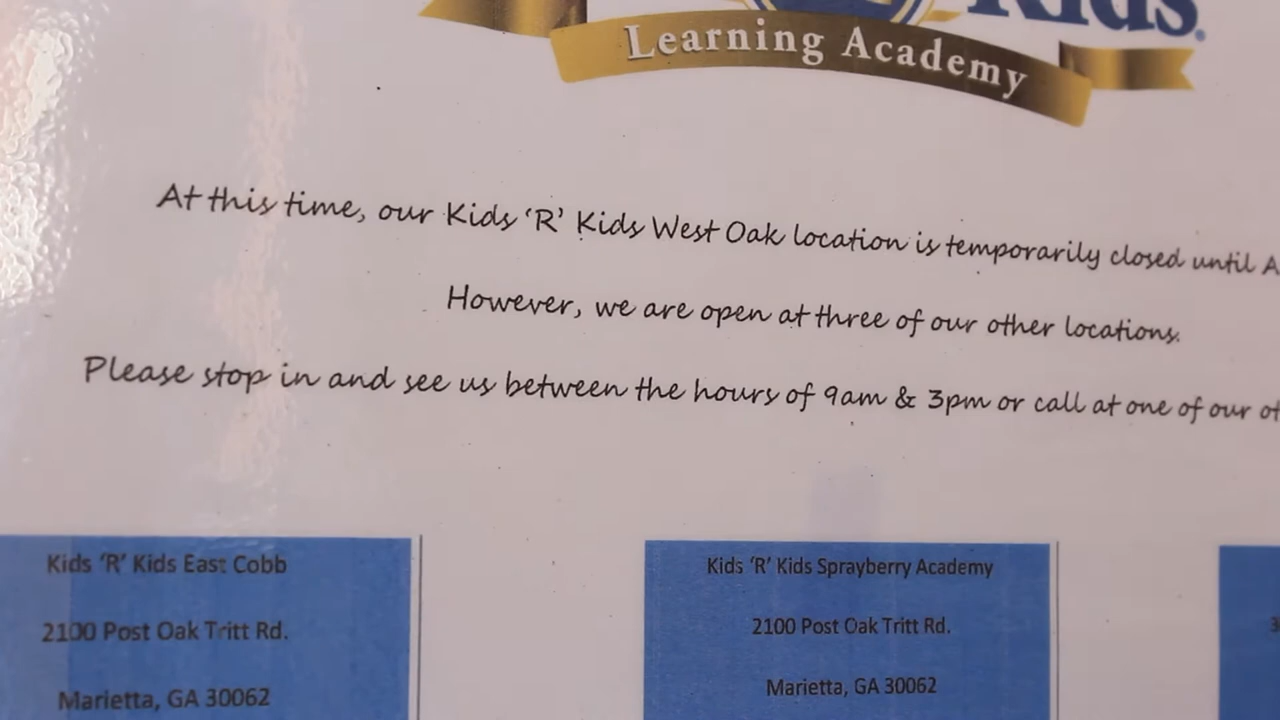 Kids
Learning Academy
At this time, our Kids ‘R’ Kids West Oak location is temporarily closed until
However, we are open at three of our other locations.
Please stop in and see us between the hours of 9am & 3pm or call at one of our
Kids ‘R’ Kids East Cobb
2100 Post Oak Tritt Rd.
Marietta, GA 30062
Kids ‘R’ Kids Sprayberry Academy
2100 Post Oak Tritt Rd.
Marietta, GA 30062